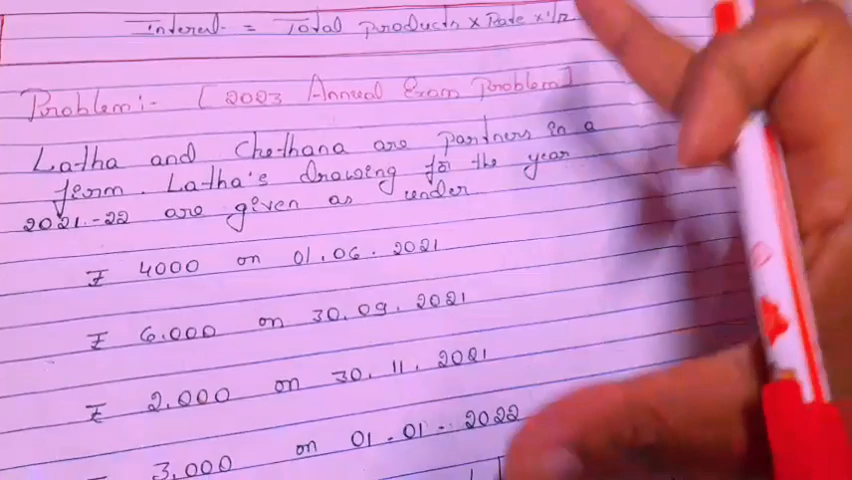 Interest = Total Products × Rate × 1/12
Problem:- [2023 Annual Exam Problem]
Latha and Chethana are partners in a
firm. Latha's drawing for the year
2021-22 are given as under
₹ 4000 on 01.06.2021
₹ 6.000 on 30.09.2021
₹ 2.000 on 30.11.2021
3,000 on 01-01-2022